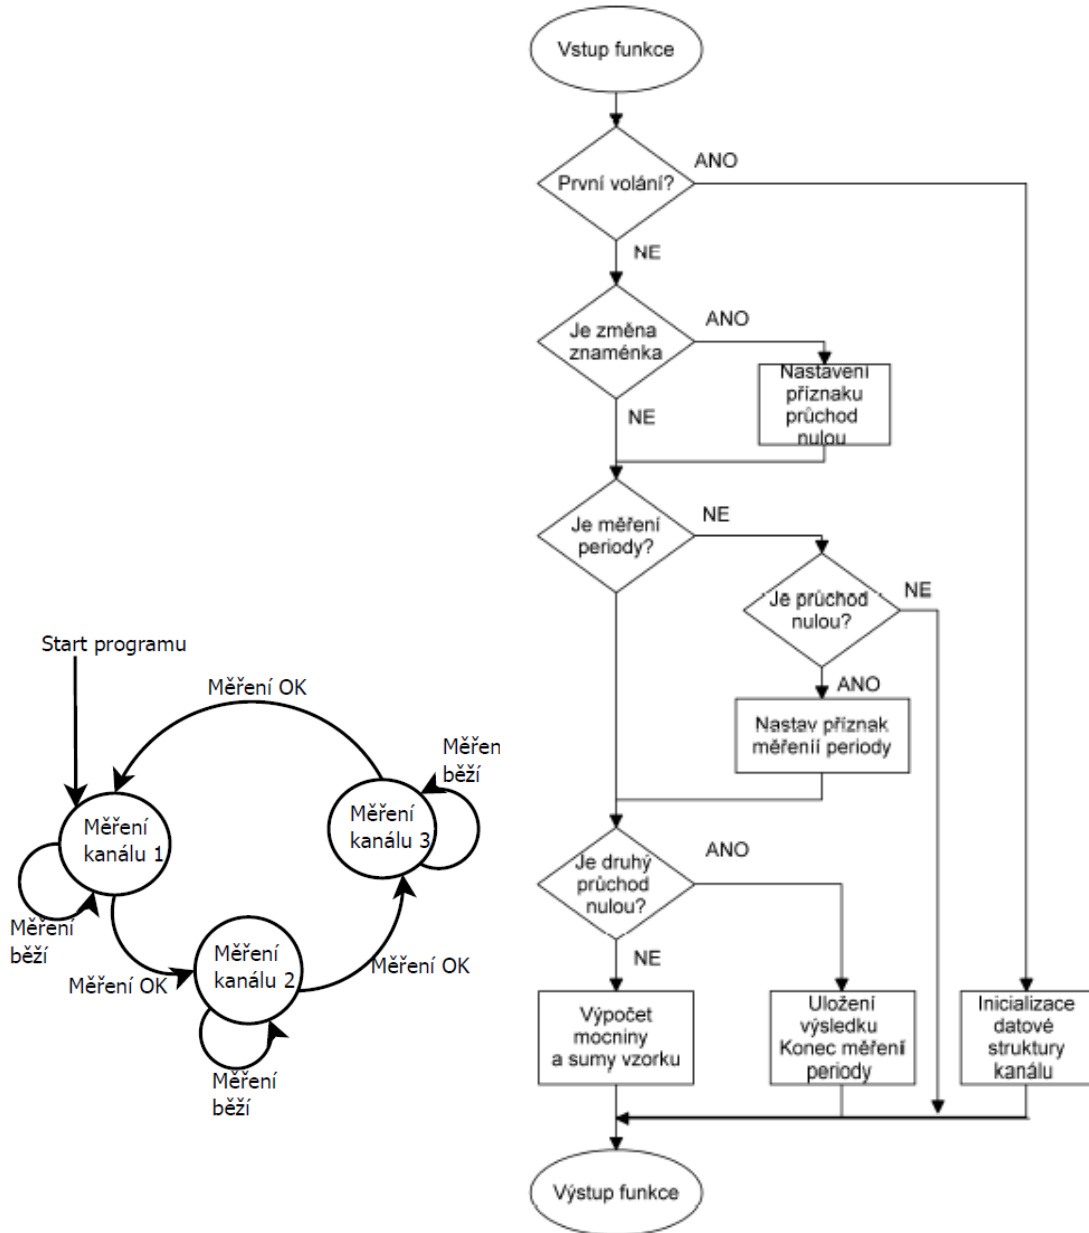 Start programu
Měření OK
Měřen
běží
Měření
kanálu 1
Měření
kanálu 3
Měření
běží
Měření OK
Měření
kanálu 2
Měření OK
Měření
běží
Vstup funkce
První volání?
ANO
NE
Je změna
znaménka
ANO
Nastavení
příznaku
průchod
nulou
NE
Je měření
periody?
NE
Je průchod
nulou?
NE
ANO
Nastav příznak
měřeníí periody
Je druhý
průchod
nulou?
ANO
NE
Výpočet
mocniny
a sumy vzorku
Uložení
výsledku
Konec měření
periody
Inicializace
datové
struktury
kanálu
Výstup funkce